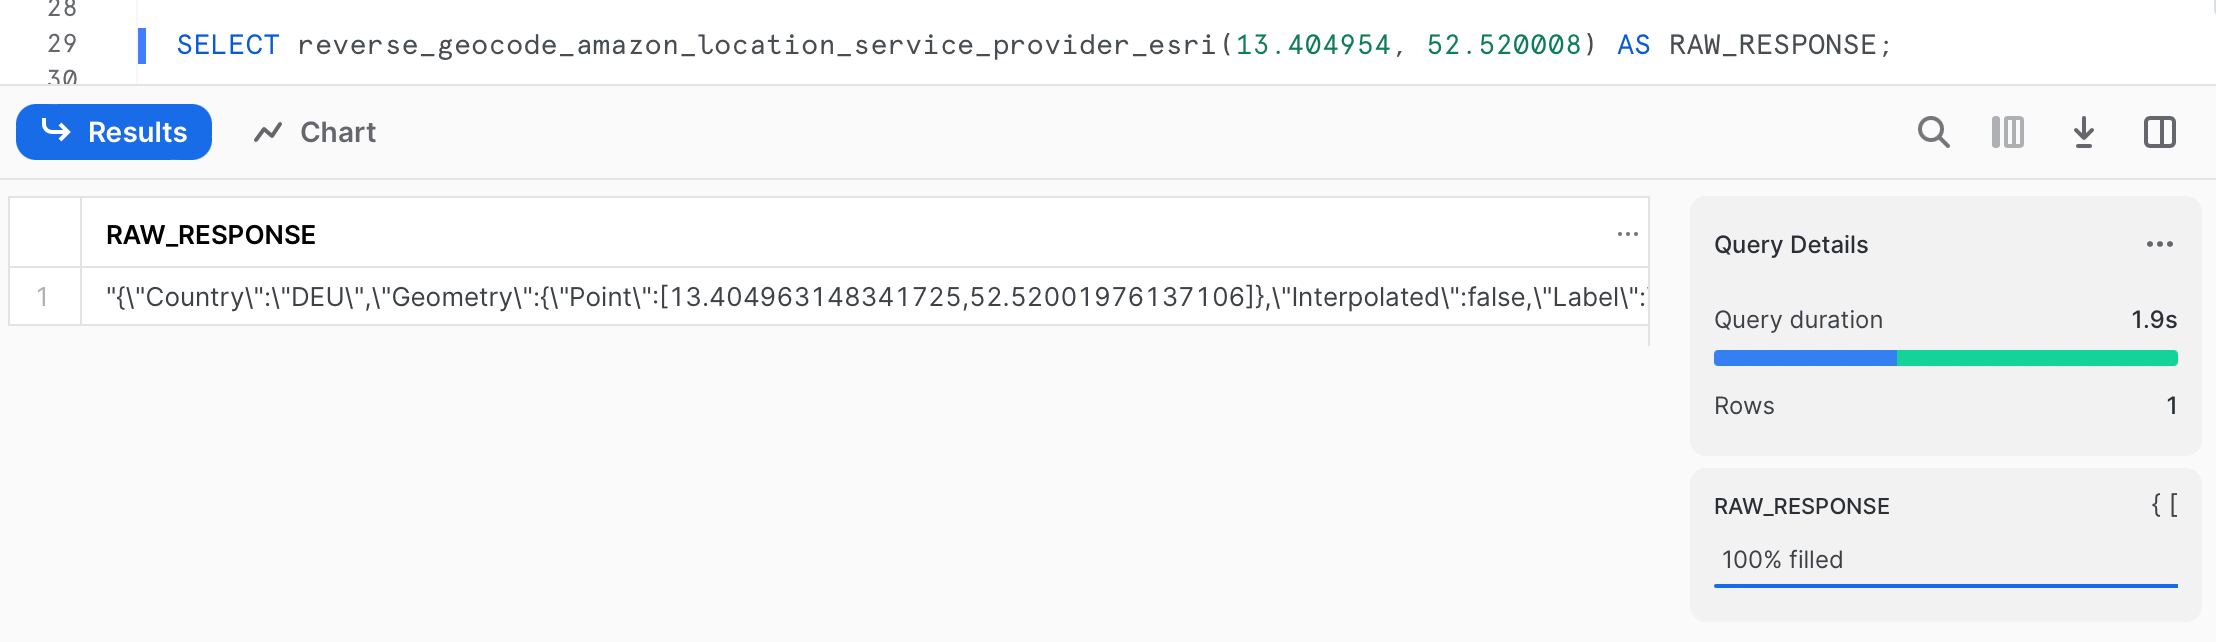 28
29 SELECT reverse_geocode_amazon_location_service_provider_esri(13.404954, 52.520008) AS RAW_RESPONSE;
30
Results Chart
RAW_RESPONSE ...
1 "{\"Country\":\"DEU\",\"Geometry\":{\"Point\":[13.404963148341725,52.52001976137106]},\"Interpolated\":false,\"Label\":
Query Details ...
Query duration 1.9s
Rows 1
RAW_RESPONSE { [
100% filled